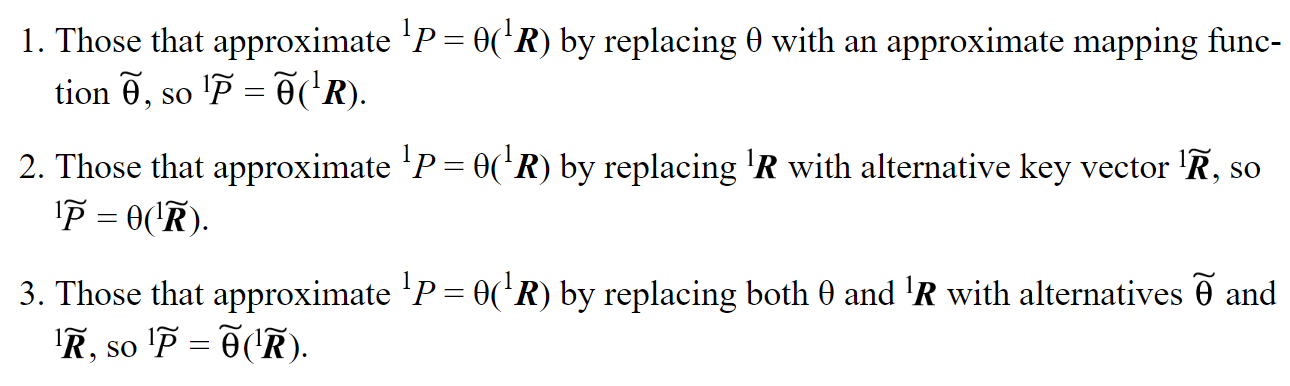 1. Those that approximate ¹P = θ(¹R) by replacing θ with an approximate mapping func-
tion θ̃, so ¹P̃ = θ̃(¹R).
2. Those that approximate ¹P = θ(¹R) by replacing ¹R with alternative key vector ¹R̃, so
¹P̃ = θ(¹R̃).
3. Those that approximate ¹P = θ(¹R) by replacing both θ and ¹R with alternatives θ̃ and
¹R̃, so ¹P̃ = θ̃(¹R̃).